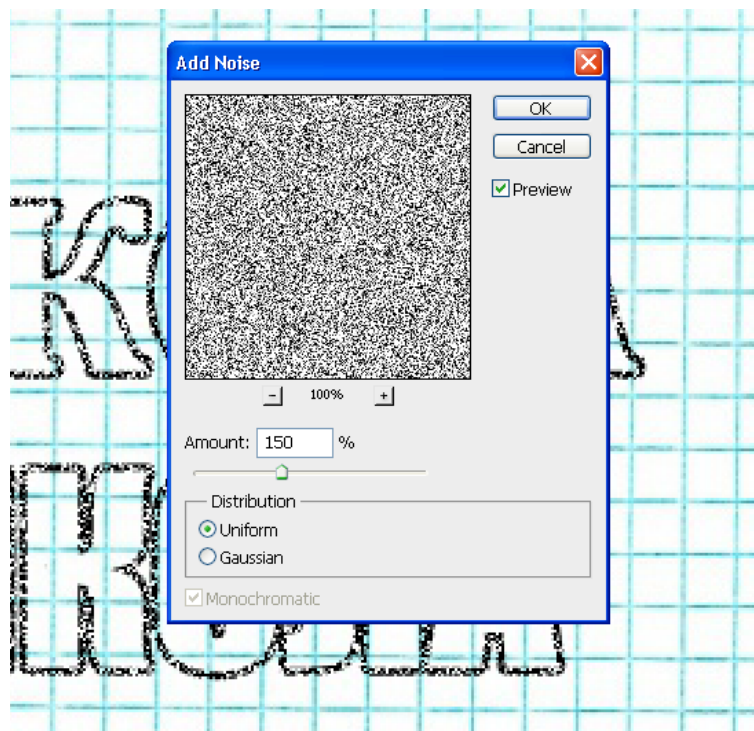 Add Noise
OK
Cancel
Preview
100%
Amount: 150 %
Distribution
Uniform
Gaussian
Monochromatic